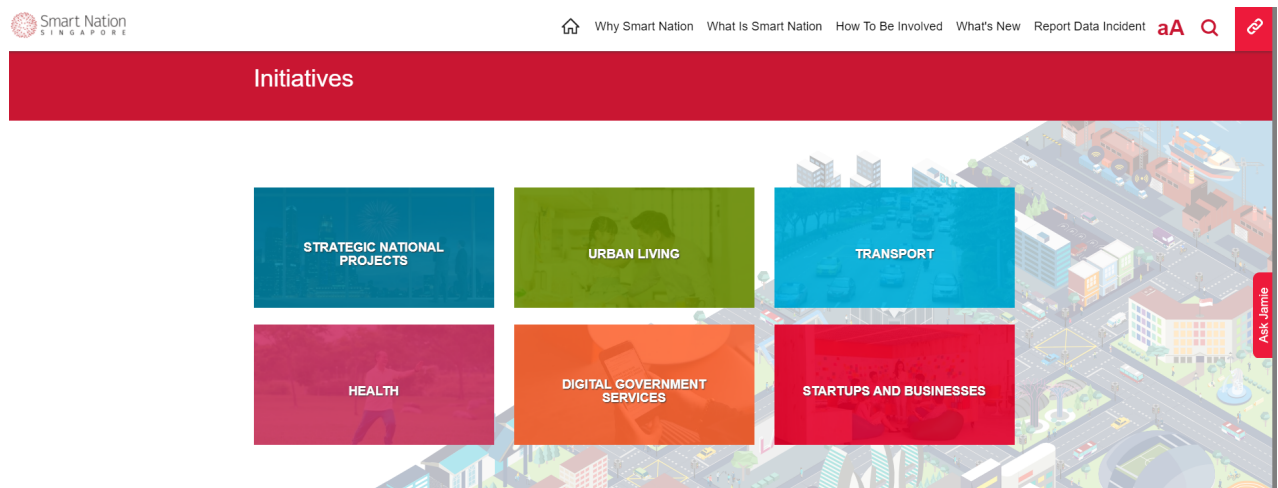 Smart Nation
SINGAPORE
Why Smart Nation What Is Smart Nation How To Be Involved What's New Report Data Incident aA
Initiatives
STRATEGIC NATIONAL
PROJECTS
URBAN LIVING
TRANSPORT
HEALTH
DIGITAL GOVERNMENT
SERVICES
STARTUPS AND BUSINESSES
Ask Jamie